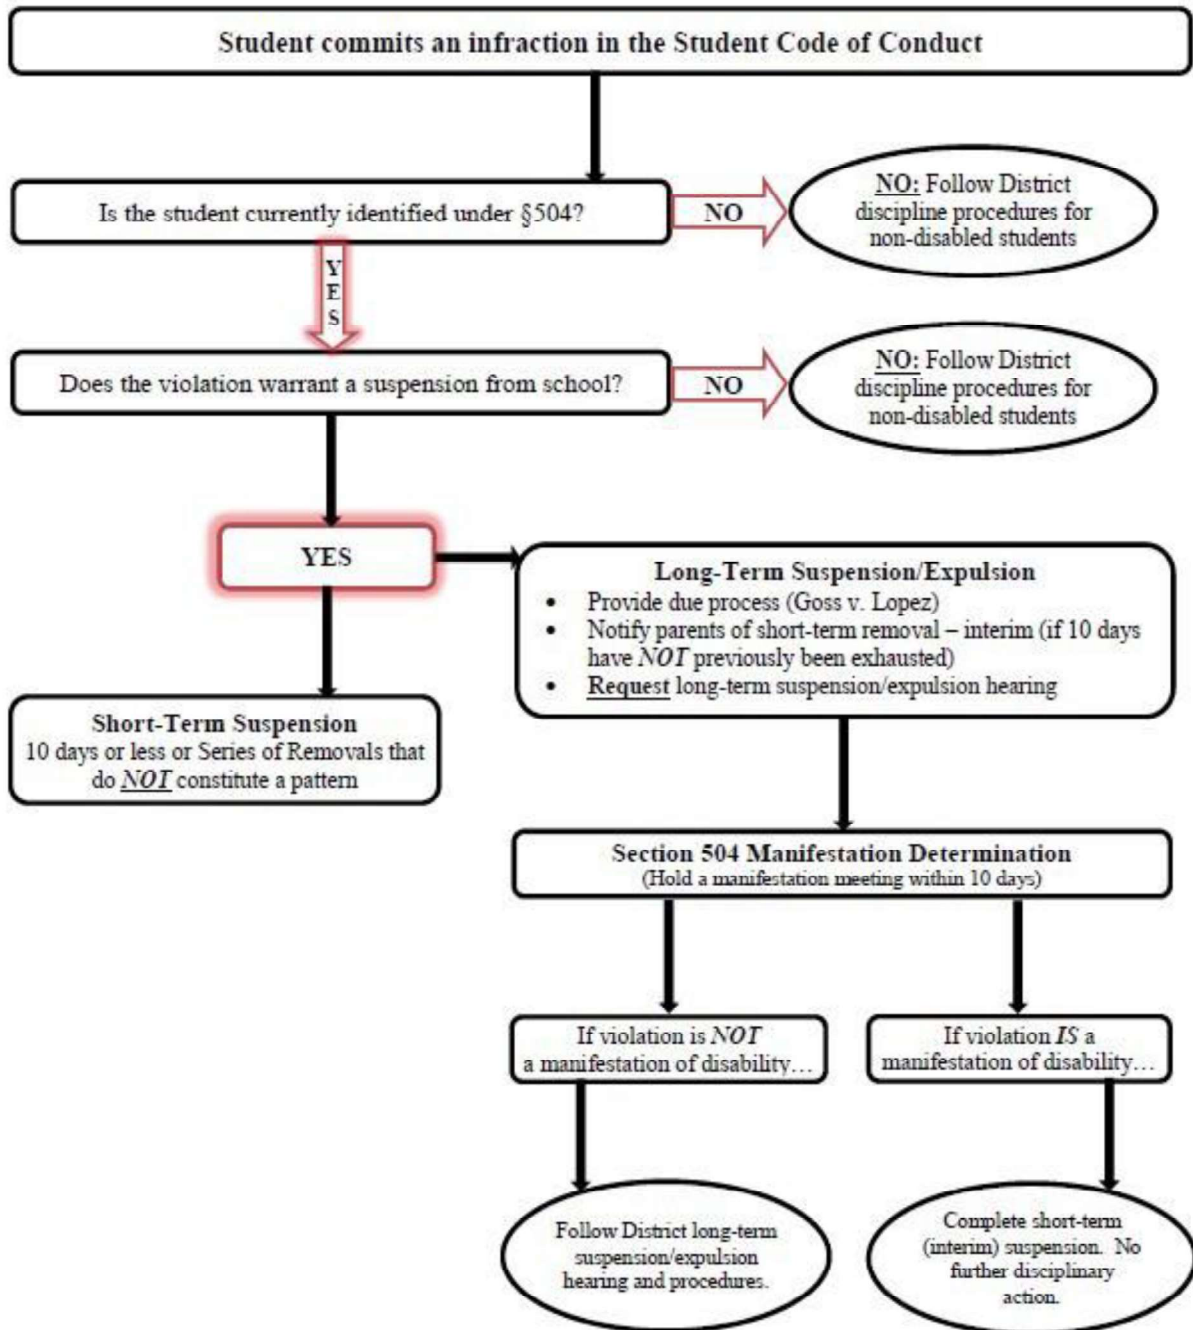 Student commits an infraction in the Student Code of Conduct
Is the student currently identified under §504?
NO
NO: Follow District
discipline procedures for
non-disabled students
Y
E
S
Does the violation warrant a suspension from school?
NO
NO: Follow District
discipline procedures for
non-disabled students
YES
Long-Term Suspension/Expulsion
• Provide due process (Goss v. Lopez)
• Notify parents of short-term removal – interim (if 10 days
have NOT previously been exhausted)
• Request long-term suspension/expulsion hearing
Short-Term Suspension
10 days or less or Series of Removals that
do NOT constitute a pattern
Section 504 Manifestation Determination
(Hold a manifestation meeting within 10 days)
If violation is NOT
a manifestation of disability…
If violation IS a
manifestation of disability…
Follow District long-term
suspension/expulsion
hearing and procedures.
Complete short-term
(interim) suspension. No
further disciplinary
action.